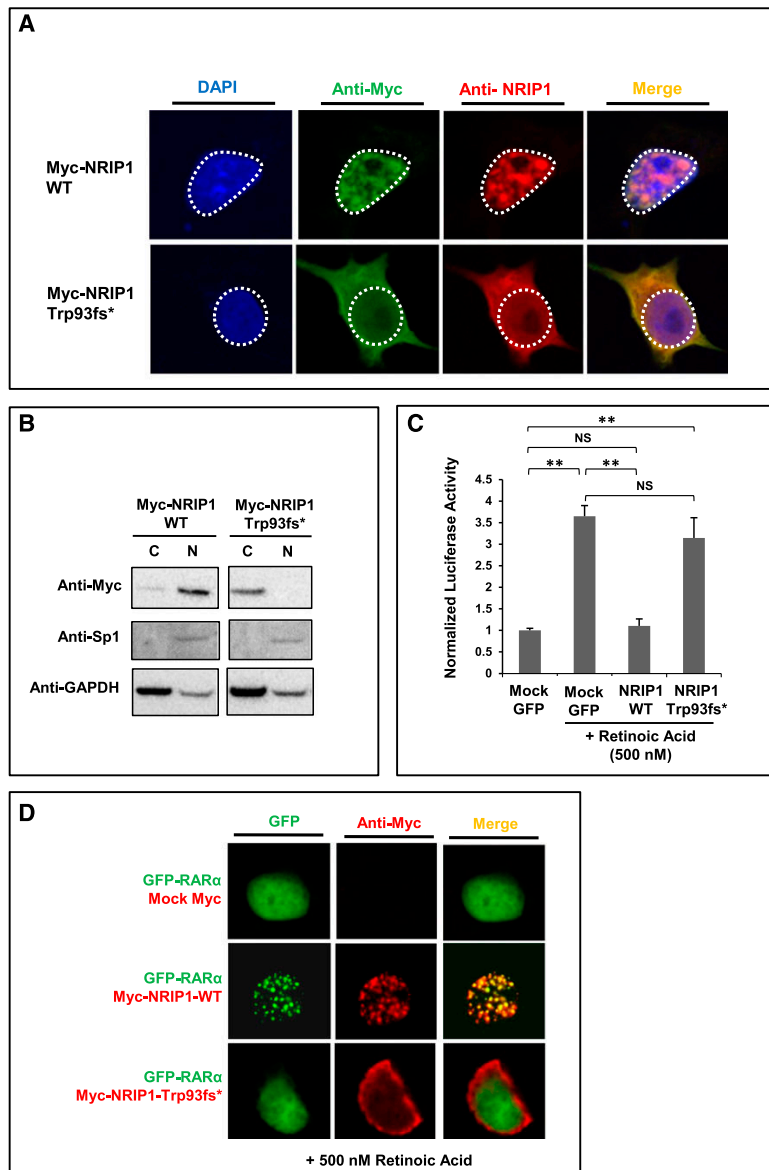 A
DAPI
Anti-Myc
Anti- NRIP1
Merge
Myc-NRIP1
WT
Myc-NRIP1
Trp93fs*
B
Myc-NRIP1
WT
Myc-NRIP1
Trp93fs*
C N C N
Anti-Myc
Anti-Sp1
Anti-GAPDH
C
**
NS
** **
NS
Normalized Luciferase Activity
4.5
4
3.5
3
2.5
2
1.5
1
0.5
0
Mock
GFP
Mock
GFP
NRIP1
WT
NRIP1
Trp93fs*
+ Retinoic Acid
(500 nM)
D
GFP
Anti-Myc
Merge
GFP-RARα
Mock Myc
GFP-RARα
Myc-NRIP1-WT
GFP-RARα
Myc-NRIP1-Trp93fs*
+ 500 nM Retinoic Acid